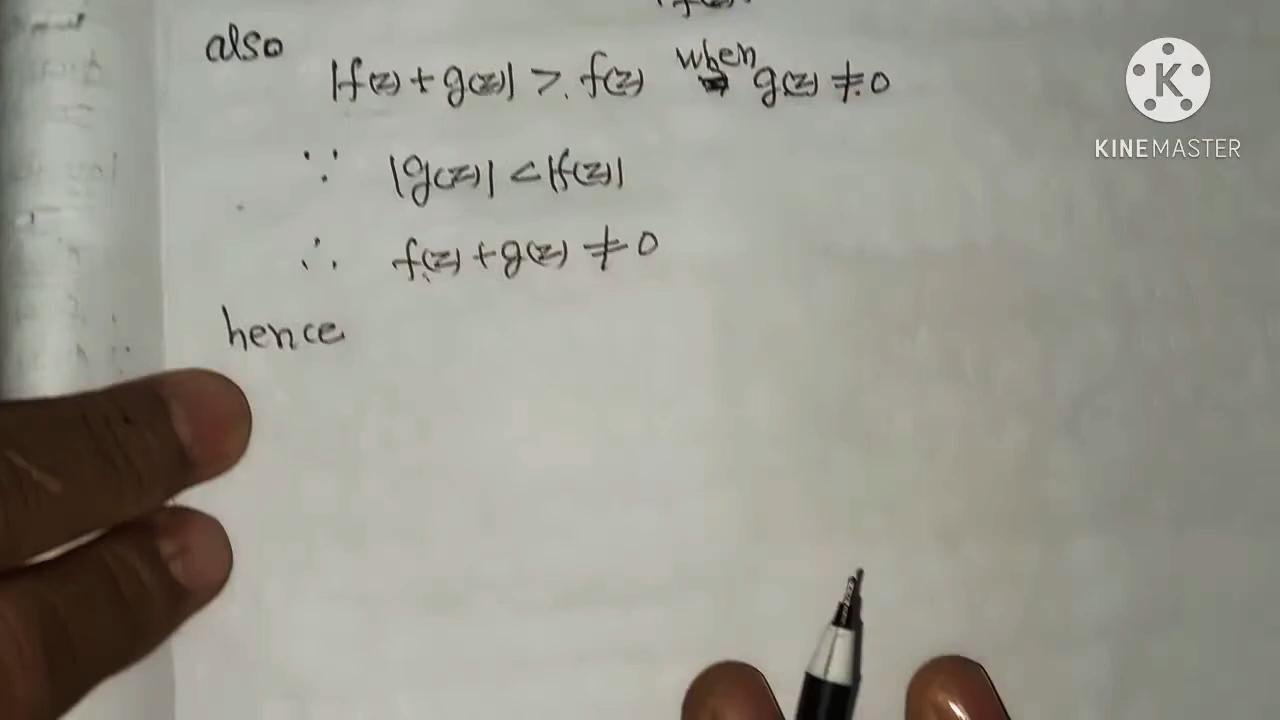 also
|f(z) + g(z)| > f(z) when g(z) ≠ 0
∵ |g(z)| < |f(z)|
∴ f(z) + g(z) ≠ 0
hence
K
KINEMASTER